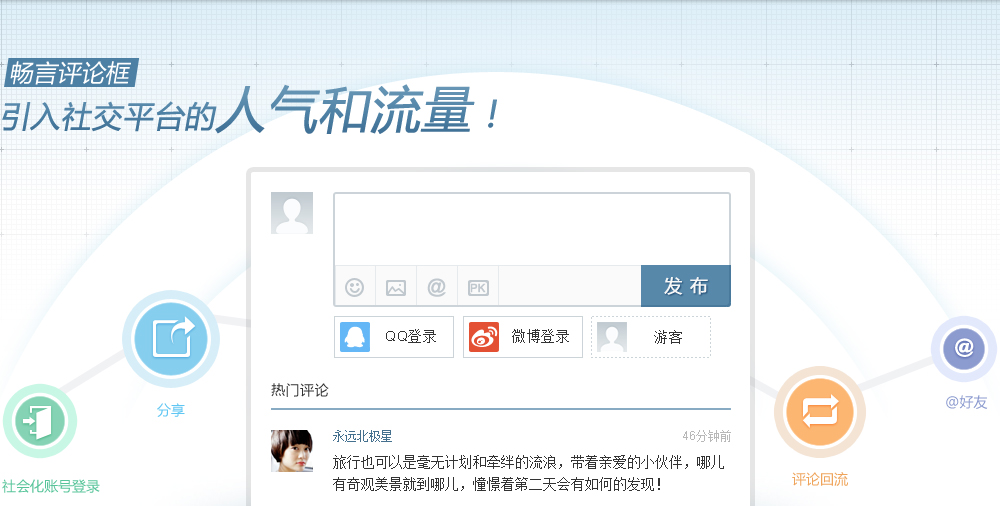 畅言评论框
引入社交平台的人气和流量！
@
PK
发布
QQ登录
微博登录
游客
热门评论
永远北极星
46分钟前
旅行也可以是毫无计划和牵绊的流浪，带着亲爱的小伙伴，哪儿
有奇观美景就到哪儿，憧憬着第二天会有如何的发现！
分享
社会化账号登录
@
@好友
评论回流